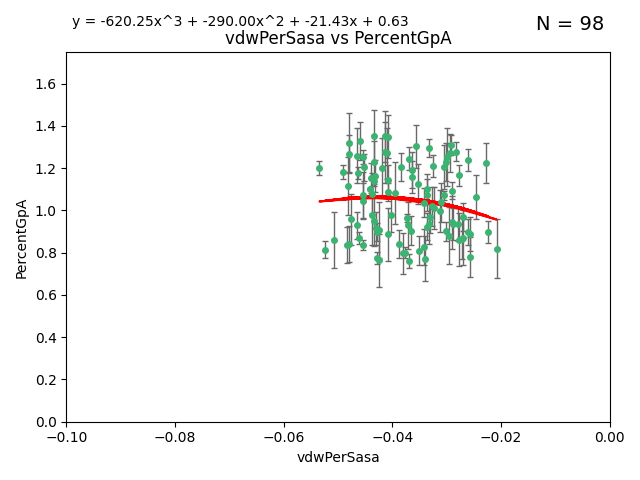 y = -620.25x^3 + -290.00x^2 + -21.43x + 0.63
N = 98
vdwPerSasa vs PercentGpA
PercentGpA
1.6
1.4
1.2
1.0
0.8
0.6
0.4
0.2
0.0
−0.10 −0.08 −0.06 −0.04 −0.02 0.00
vdwPerSasa